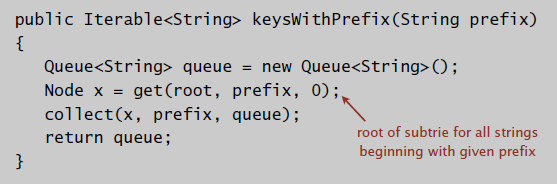 public Iterable<String> keysWithPrefix(String prefix)
{
Queue<String> queue = new Queue<String>();
Node x = get(root, prefix, 0);
collect(x, prefix, queue);
return queue;
}
root of subtrie for all strings
beginning with given prefix